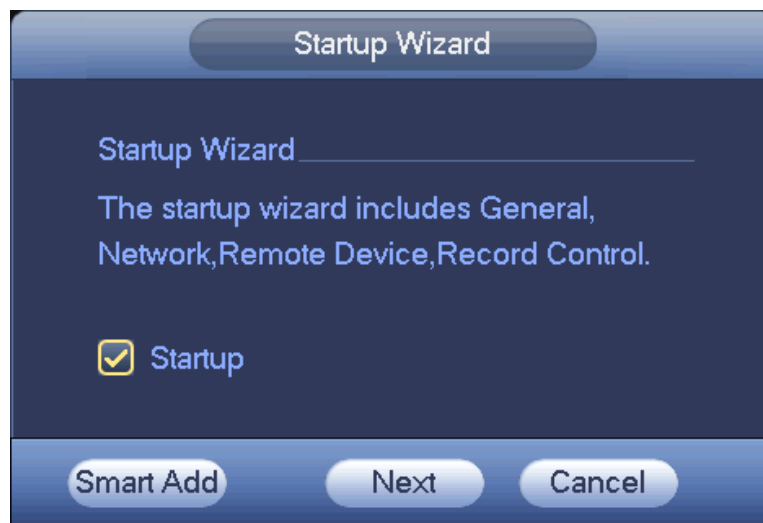 Startup Wizard
Startup Wizard
The startup wizard includes General,
Network,Remote Device,Record Control.
Startup
Smart Add Next Cancel